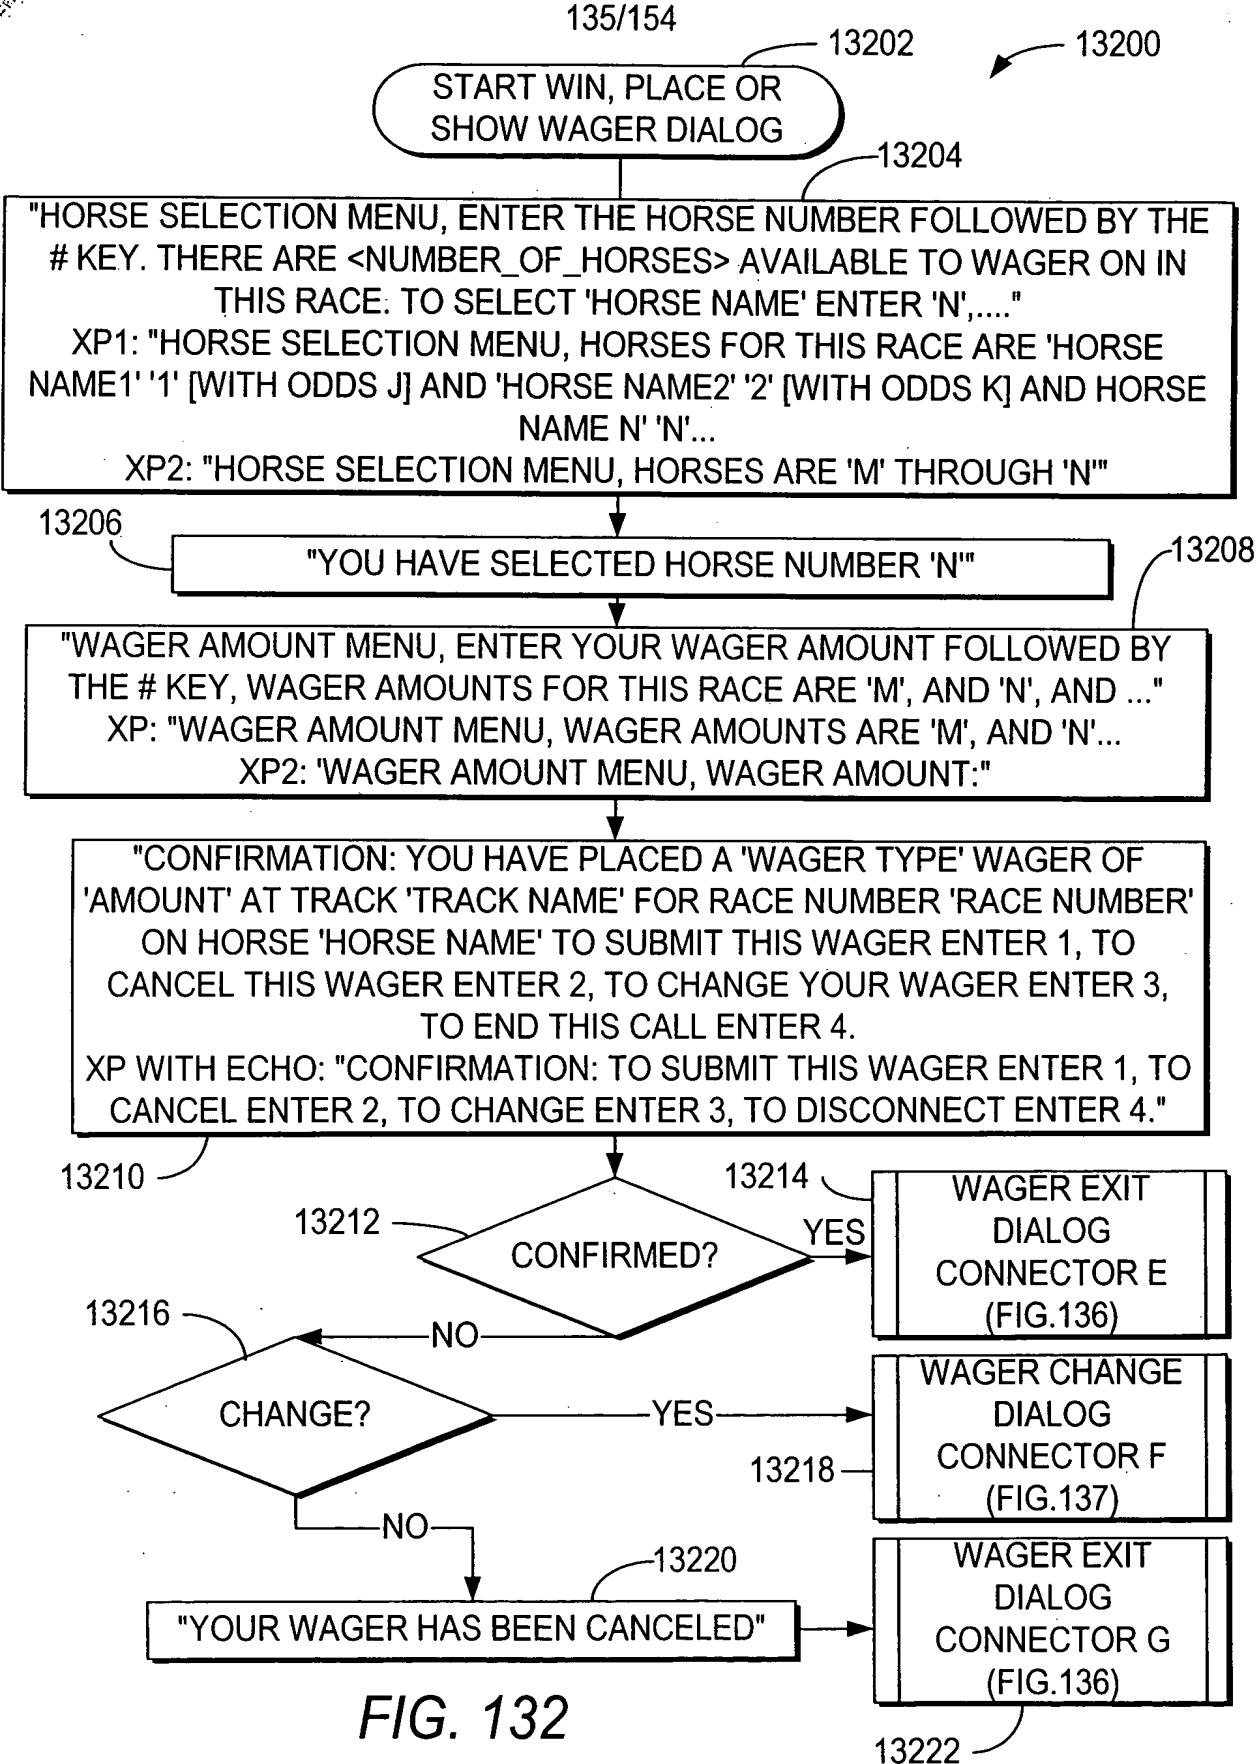 135/154
13202
13200
START WIN, PLACE OR
SHOW WAGER DIALOG
13204
"HORSE SELECTION MENU, ENTER THE HORSE NUMBER FOLLOWED BY THE
# KEY. THERE ARE <NUMBER_OF_HORSES> AVAILABLE TO WAGER ON IN
THIS RACE. TO SELECT 'HORSE NAME' ENTER 'N',...."
XP1: "HORSE SELECTION MENU, HORSES FOR THIS RACE ARE 'HORSE
NAME1' '1' [WITH ODDS J] AND 'HORSE NAME2' '2' [WITH ODDS K] AND HORSE
NAME N' 'N'...
XP2: "HORSE SELECTION MENU, HORSES ARE 'M' THROUGH 'N'"
13206
"YOU HAVE SELECTED HORSE NUMBER 'N'"
13208
"WAGER AMOUNT MENU, ENTER YOUR WAGER AMOUNT FOLLOWED BY
THE # KEY, WAGER AMOUNTS FOR THIS RACE ARE 'M', AND 'N', AND ..."
XP: "WAGER AMOUNT MENU, WAGER AMOUNTS ARE 'M', AND 'N'...
XP2: 'WAGER AMOUNT MENU, WAGER AMOUNT:"
"CONFIRMATION: YOU HAVE PLACED A 'WAGER TYPE' WAGER OF
'AMOUNT' AT TRACK 'TRACK NAME' FOR RACE NUMBER 'RACE NUMBER'
ON HORSE 'HORSE NAME' TO SUBMIT THIS WAGER ENTER 1, TO
CANCEL THIS WAGER ENTER 2, TO CHANGE YOUR WAGER ENTER 3,
TO END THIS CALL ENTER 4.
XP WITH ECHO: "CONFIRMATION: TO SUBMIT THIS WAGER ENTER 1, TO
CANCEL ENTER 2, TO CHANGE ENTER 3, TO DISCONNECT ENTER 4."
13210
13212
CONFIRMED?
YES
13214
WAGER EXIT
DIALOG
CONNECTOR E
(FIG.136)
NO
13216
CHANGE?
YES
13218
WAGER CHANGE
DIALOG
CONNECTOR F
(FIG.137)
NO
13220
"YOUR WAGER HAS BEEN CANCELED"
WAGER EXIT
DIALOG
CONNECTOR G
(FIG.136)
13222
FIG. 132